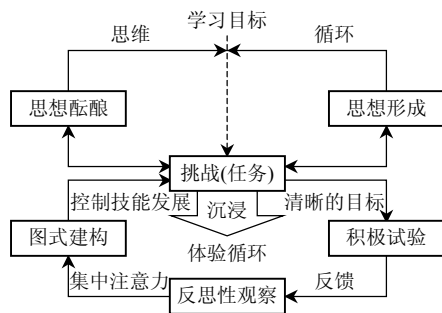 学习目标
思维
循环
思想酝酿
思想形成
挑战(任务)
控制技能发展
沉浸
清晰的目标
图式建构
体验循环
积极试验
集中注意力
反思性观察
反馈